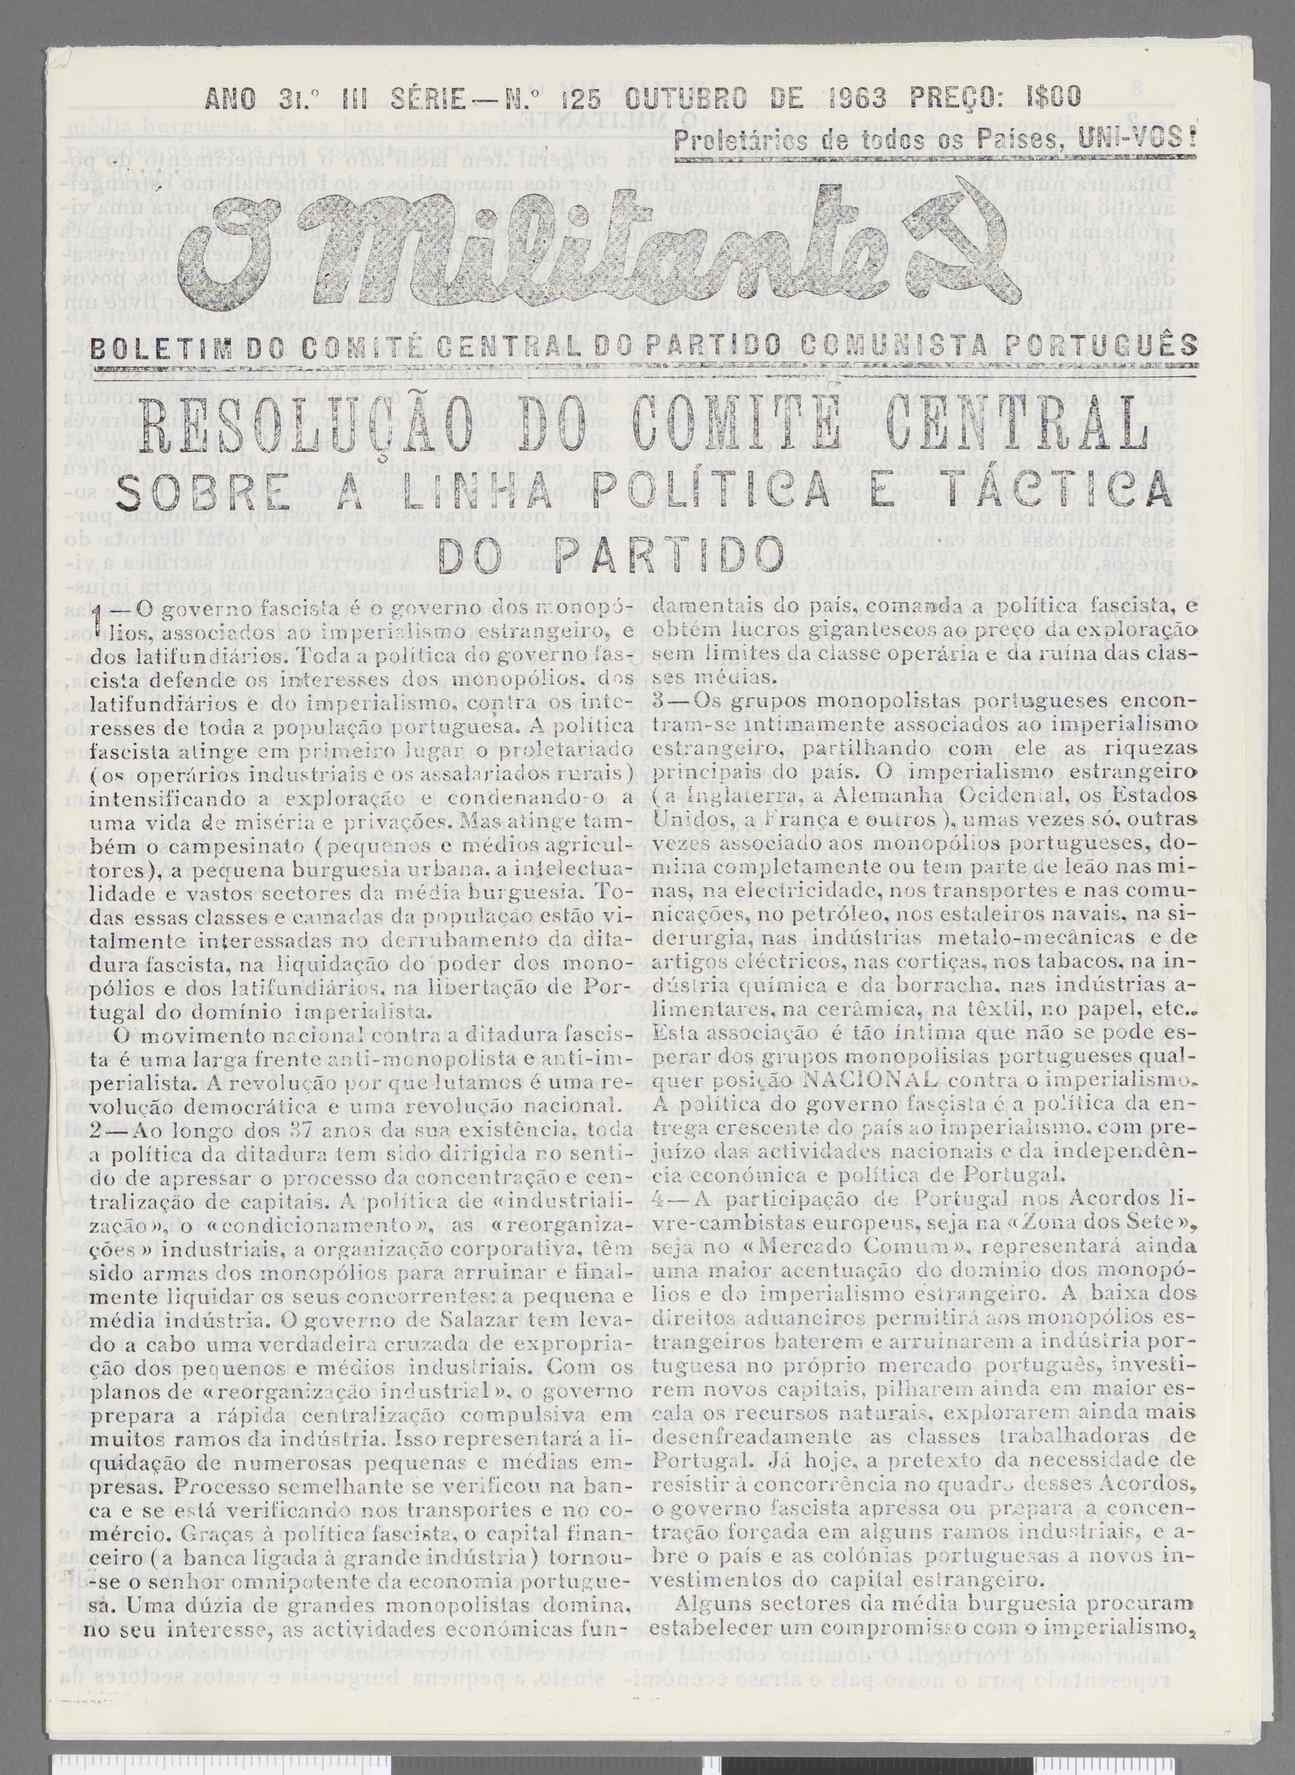 ANO 31.º III SÉRIE—N.º 125 OUTUBRO DE 1963 PREÇO: 1$00
Proletários de todos os Países, UNI-VOS!
O Militante
BOLETIM DO COMITÉ CENTRAL DO PARTIDO COMUNISTA PORTUGUÊS
RESOLUÇÃO DO COMITÉ CENTRAL
SOBRE A LINHA POLÍTICA E TÁCTICA
DO PARTIDO
1—O governo fascista é o governo dos monopó-
lios, associados ao imperialismo estrangeiro, e
dos latifundiários. Toda a política do governo fas-
cista defende os interesses dos monopólios, dos
latifundiários e do imperialismo, contra os inte-
resses de toda a população portuguesa. A política
fascista atinge em primeiro lugar o proletariado
(os operários industriais e os assalariados rurais)
intensificando a exploração e condenando-o a
uma vida de miséria e privações. Mas atinge tam-
bém o campesinato (pequenos e médios agricul-
tores), a pequena burguesia urbana, a intelectua-
lidade e vastos sectores da média burguesia. To-
das essas classes e camadas da população estão vi-
talmente interessadas no derrubamento da dita-
dura fascista, na liquidação do poder dos mono-
pólios e dos latifundiários, na libertação de Por-
tugal do domínio imperialista.
O movimento nacional contra a ditadura fascis-
ta é uma larga frente anti-monopolista e anti-im-
perialista. A revolução por que lutamos é uma re-
volução democrática e uma revolução nacional.
2—Ao longo dos 37 anos da sua existência, toda
a política da ditadura tem sido dirigida no senti-
do de apressar o processo da concentração e cen-
tralização de capitais. A política de «industriali-
zação», o «condicionamento», as «reorganiza-
ções» industriais, a organização corporativa, têm
sido armas dos monopólios para arruinar e final-
mente liquidar os seus concorrentes: a pequena e
média indústria. O governo de Salazar tem leva-
do a cabo uma verdadeira cruzada de expropria-
ção dos pequenos e médios industriais. Com os
planos de «reorganização industrial», o governo
prepara a rápida centralização compulsiva em
muitos ramos da indústria. Isso representará a li-
quidação de numerosas pequenas e médias em-
presas. Processo semelhante se verificou na ban-
ca e se está verificando nos transportes e no co-
mércio. Graças à política fascista, o capital finan-
ceiro (a banca ligada à grande indústria) tornou-
-se o senhor omnipotente da economia portugue-
sa. Uma dúzia de grandes monopolistas domina,
no seu interesse, as actividades económicas fun-
damentais do país, comanda a política fascista, e
obtém lucros gigantescos ao preço da exploração
sem limites da classe operária e da ruína das clas-
ses médias.
3—Os grupos monopolistas portugueses encon-
tram-se intimamente associados ao imperialismo
estrangeiro, partilhando com ele as riquezas
principais do país. O imperialismo estrangeiro
(a Inglaterra, a Alemanha Ocidental, os Estados
Unidos, a França e outros), umas vezes só, outras
vezes associado aos monopólios portugueses, do-
mina completamente ou tem parte de leão nas mi-
nas, na electricidade, nos transportes e nas comu-
nicações, no petróleo, nos estaleiros navais, na si-
derurgia, nas indústrias metalo-mecânicas e de
artigos eléctricos, nas cortiças, nos tabacos, na in-
dústria química e da borracha, nas indústrias a-
limentares, na cerâmica, na têxtil, no papel, etc..
Esta associação é tão íntima que não se pode es-
perar dos grupos monopolistas portugueses qual-
quer posição NACIONAL contra o imperialismo.
A política do governo fascista é a política da en-
trega crescente do país ao imperialismo, com pre-
juízo das actividades nacionais e da independên-
cia económica e política de Portugal.
4—A participação de Portugal nos Acordos li-
vre-cambistas europeus, seja na «Zona dos Sete»,
seja no «Mercado Comum», representará ainda
uma maior acentuação do domínio dos monopó-
lios e do imperialismo estrangeiro. A baixa dos
direitos aduaneiros permitirá aos monopólios es-
trangeiros baterem e arruinarem a indústria por-
tuguesa no próprio mercado português, investi-
rem novos capitais, pilharem ainda em maior es-
cala os recursos naturais, explorarem ainda mais
desenfreadamente as classes trabalhadoras de
Portugal. Já hoje, a pretexto da necessidade de
resistir à concorrência no quadro desses Acordos,
o governo fascista apressa ou prepara a concen-
tração forçada em alguns ramos industriais, e a-
bre o país e as colónias portuguesas a novos in-
vestimentos do capital estrangeiro.
Alguns sectores da média burguesia procuram
estabelecer um compromisso com o imperialismo,